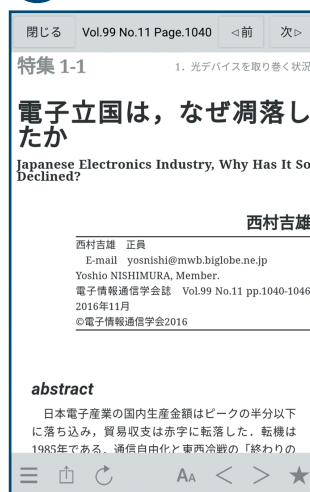 閉じる Vol.99 No.11 Page.1040 ◁前 次▷
特集 1-1
1．光デバイスを取り巻く状況
電子立国は，なぜ凋落し
たか
Japanese Electronics Industry, Why Has It So
Declined?
西村吉雄
西村吉雄 正員
E-mail yosnishi@mwb.biglobe.ne.jp
Yoshio NISHIMURA, Member.
電子情報通信学会誌 Vol.99 No.11 pp.1040-1046
2016年11月
©電子情報通信学会2016
abstract
日本電子産業の国内生産金額はピークの半分以下
に落ち込み，貿易収支は赤字に転落した．転機は
1985年である．通信自由化と東西冷戦の「終わりの
AA